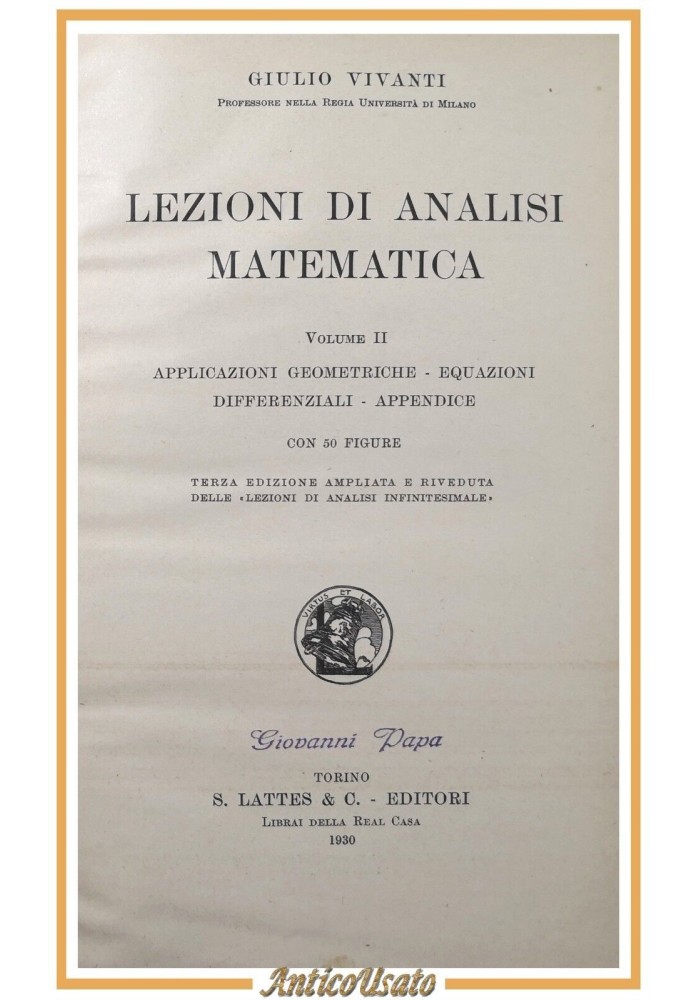 GIULIO VIVANTI
PROFESSORE NELLA REGIA UNIVERSITÀ DI MILANO
LEZIONI DI ANALISI
MATEMATICA
VOLUME II
APPLICAZIONI GEOMETRICHE - EQUAZIONI
DIFFERENZIALI - APPENDICE
CON 50 FIGURE
TERZA EDIZIONE AMPLIATA E RIVEDUTA
DELLE «LEZIONI DI ANALISI INFINITESIMALE»
VIRTUS ET LABOR
Giovanni Papa
TORINO
S. LATTES & C. - EDITORI
LIBRAI DELLA REAL CASA
1930
AnticoUsato